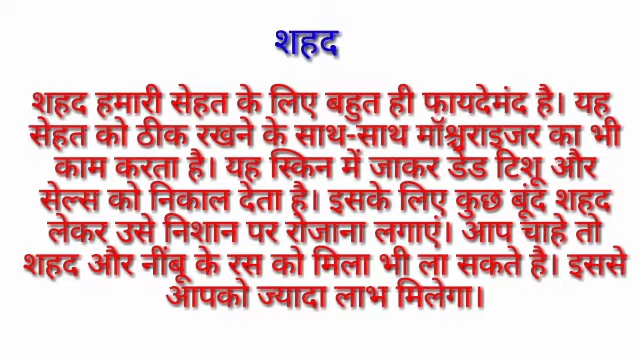 शहद
शहद हमारी सेहत के लिए बहुत ही फायदेमंद है। यह
सेहत को ठीक रखने के साथ-साथ मॉश्चराइजर का भी
काम करता है। यह स्किन में जाकर डेड टिशू और
सेल्स को निकाल देता है। इसके लिए कुछ बूंद शहद
लेकर उसे निशान पर रोजाना लगाएं। आप चाहे तो
शहद और नींबू के रस को मिला भी ला सकते है। इससे
आपको ज्यादा लाभ मिलेगा।